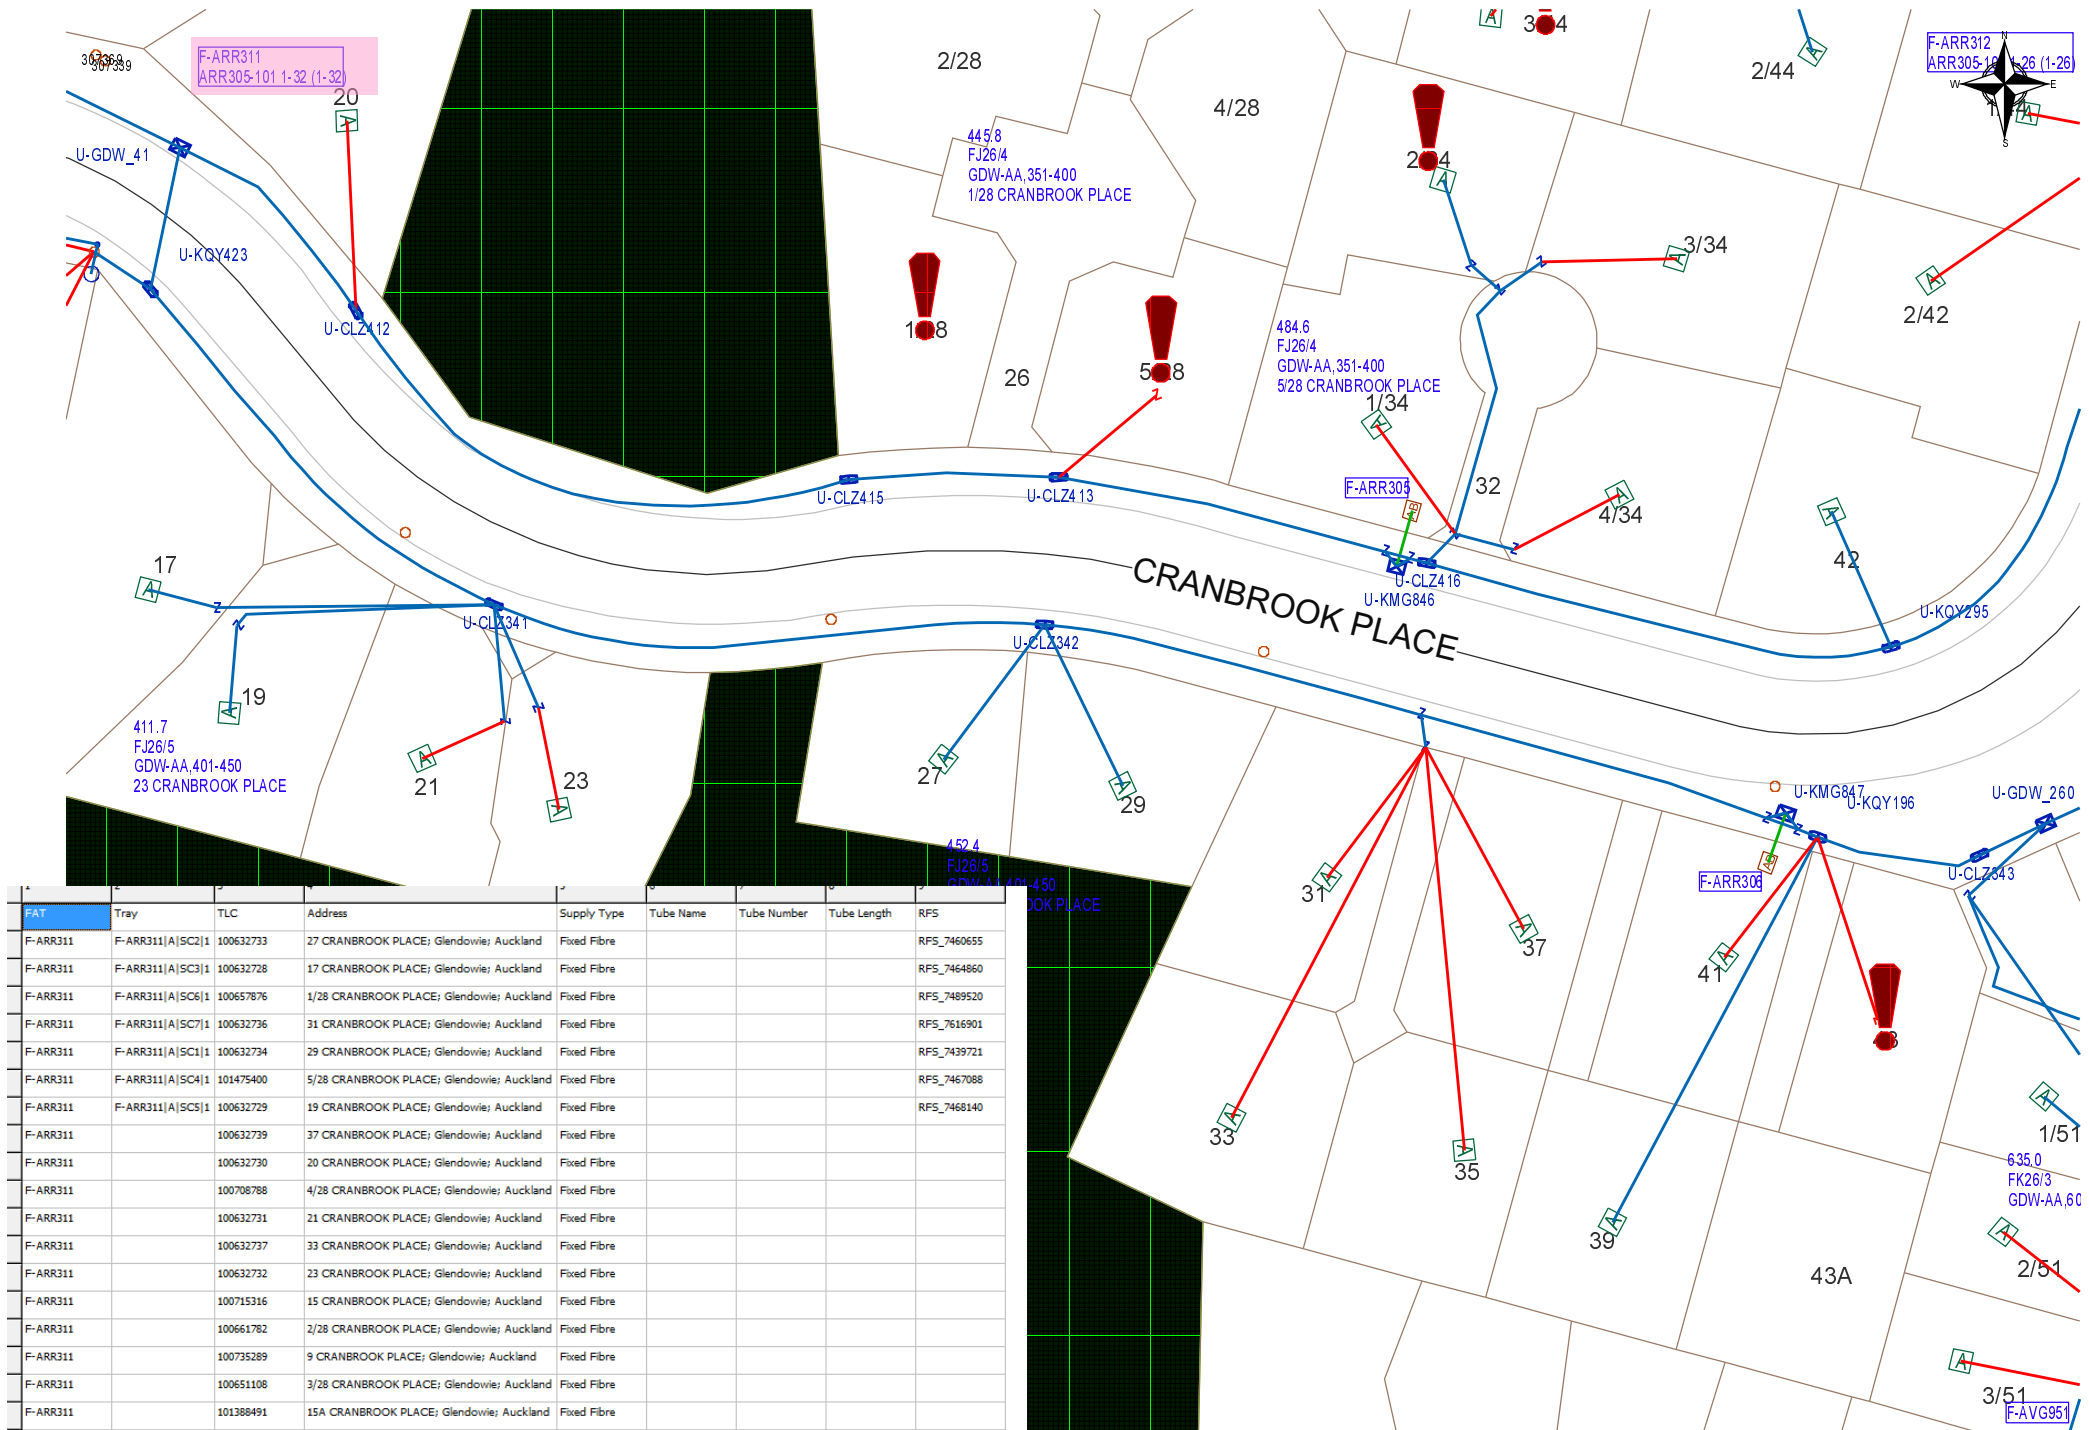 F-ARR311
ARR305-101 1-32 (1-32)
20
U-GDW_41
U-KQY423
U-CLZ412
2/28
4/28
445.8
FJ26/4
GDW-AA,351-400
1/28 CRANBROOK PLACE
2/44
F-ARR312
N
W
E
S
3/34
2/42
26
484.6
FJ26/4
GDW-AA,351-400
5/28 CRANBROOK PLACE
1/34
F-ARR305
32
4/34
42
U-CLZ415
U-CLZ413
U-CLZ416
U-KMG846
U-KQY295
CRANBROOK PLACE
17
U-CLZ341
U-CLZ342
19
411.7
FJ26/5
GDW-AA,401-450
23 CRANBROOK PLACE
21
23
27
29
452.4
FJ26/5
GDW-AA,401-450
U-KMG847
U-KQY196
U-GDW_260
U-CLZ343
F-ARR306
31
37
41
33
35
39
43A
1/51
635.0
FK26/3
GDW-AA,60
2/51
3/51
F-AVG951
FAT Tray TLC Address Supply Type Tube Name Tube Number Tube Length RFS
F-ARR311 F-ARR311|A|SC2|1 100632733 27 CRANBROOK PLACE; Glendowie; Auckland Fixed Fibre RFS_7460655
F-ARR311 F-ARR311|A|SC3|1 100632728 17 CRANBROOK PLACE; Glendowie; Auckland Fixed Fibre RFS_7464860
F-ARR311 F-ARR311|A|SC6|1 100657876 1/28 CRANBROOK PLACE; Glendowie; Auckland Fixed Fibre RFS_7489520
F-ARR311 F-ARR311|A|SC7|1 100632736 31 CRANBROOK PLACE; Glendowie; Auckland Fixed Fibre RFS_7616901
F-ARR311 F-ARR311|A|SC1|1 100632734 29 CRANBROOK PLACE; Glendowie; Auckland Fixed Fibre RFS_7439721
F-ARR311 F-ARR311|A|SC4|1 101475400 5/28 CRANBROOK PLACE; Glendowie; Auckland Fixed Fibre RFS_7467088
F-ARR311 F-ARR311|A|SC5|1 100632729 19 CRANBROOK PLACE; Glendowie; Auckland Fixed Fibre RFS_7468140
F-ARR311 100632739 37 CRANBROOK PLACE; Glendowie; Auckland Fixed Fibre
F-ARR311 100632730 20 CRANBROOK PLACE; Glendowie; Auckland Fixed Fibre
F-ARR311 100708788 4/28 CRANBROOK PLACE; Glendowie; Auckland Fixed Fibre
F-ARR311 100632731 21 CRANBROOK PLACE; Glendowie; Auckland Fixed Fibre
F-ARR311 100632737 33 CRANBROOK PLACE; Glendowie; Auckland Fixed Fibre
F-ARR311 100632732 23 CRANBROOK PLACE; Glendowie; Auckland Fixed Fibre
F-ARR311 100715316 15 CRANBROOK PLACE; Glendowie; Auckland Fixed Fibre
F-ARR311 100661782 2/28 CRANBROOK PLACE; Glendowie; Auckland Fixed Fibre
F-ARR311 100735289 9 CRANBROOK PLACE; Glendowie; Auckland Fixed Fibre
F-ARR311 100651108 3/28 CRANBROOK PLACE; Glendowie; Auckland Fixed Fibre
F-ARR311 101388491 15A CRANBROOK PLACE; Glendowie; Auckland Fixed Fibre